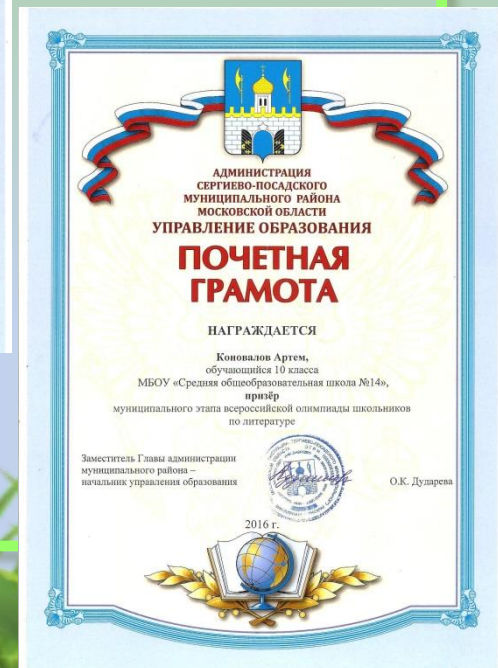 АДМИНИСТРАЦИЯ
СЕРГИЕВО-ПОСАДСКОГО
МУНИЦИПАЛЬНОГО РАЙОНА
МОСКОВСКОЙ ОБЛАСТИ
УПРАВЛЕНИЕ ОБРАЗОВАНИЯ
ПОЧЕТНАЯ
ГРАМОТА
НАГРАЖДАЕТСЯ
Коновалов Артем,
обучающийся 10 класса
МБОУ «Средняя общеобразовательная школа №14»,
призёр
муниципального этапа всероссийской олимпиады школьников
по литературе
Заместитель Главы администрации
муниципального района –
начальник управления образования
О.К. Дударева
2016 г.